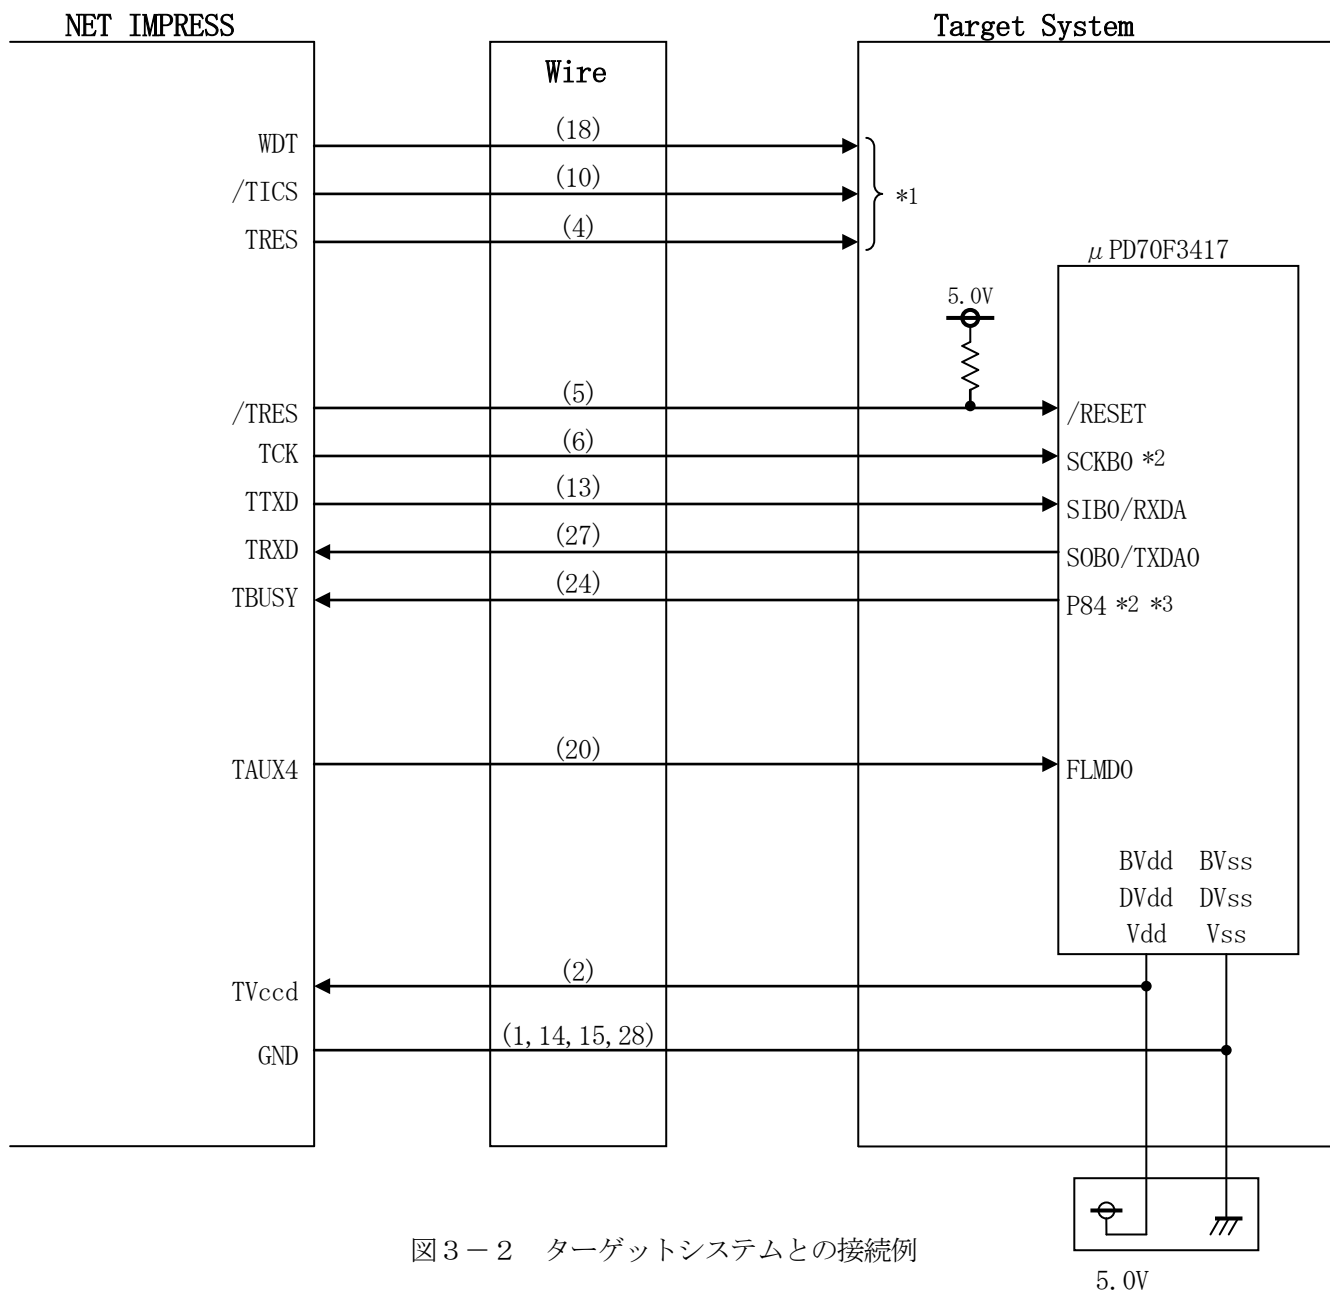 NET IMPRESS
Target System
Wire
WDT
(18)
/TICS
(10)
*1
TRES
(4)
μPD70F3417
5.0V
/TRES
(5)
/RESET
TCK
(6)
SCKB0 *2
TTXD
(13)
SIB0/RXDA
TRXD
(27)
SOB0/TXDA0
TBUSY
(24)
P84 *2 *3
TAUX4
(20)
FLMD0
BVdd BVss
DVdd DVss
Vdd Vss
TVccd
(2)
GND
(1,14,15,28)
図3-2 ターゲットシステムとの接続例
5.0V